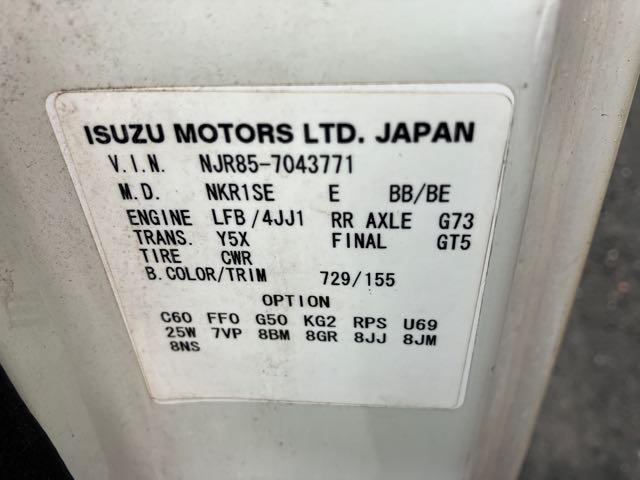 ISUZU MOTORS LTD. JAPAN
V.I.N. NJR85-7043771
M.D. NKR1SE E BB/BE
ENGINE LFB/4JJ1 RR AXLE G73
TRANS. Y5X FINAL GT5
TIRE CWR
B.COLOR/TRIM 729/155
OPTION
C60 FF0 G50 KG2 RPS U69
25W 7VP 8BM 8GR 8JJ 8JM
8NS